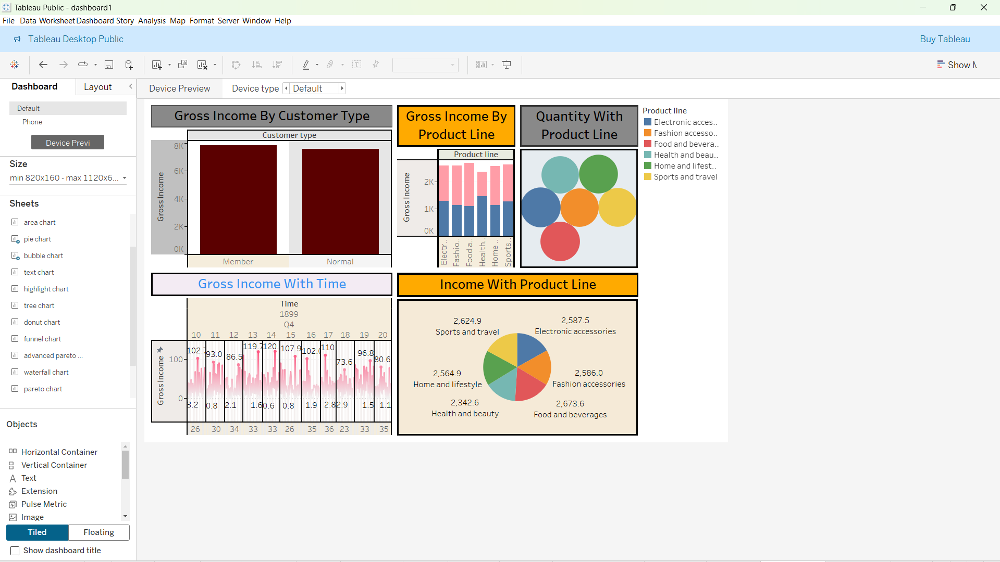 Tableau Public - dashboard1
File Data Worksheet Dashboard Story Analysis Map Format Server Window Help
Tableau Desktop Public
Buy Tableau
Show M
Dashboard
Layout
Device Preview
Device type
Default
Default
Phone
Device Previ
Size
min 820x160 - max 1120x6...
Sheets
area chart
pie chart
bubble chart
text chart
highlight chart
tree chart
donut chart
funnel chart
advanced pareto ...
waterfall chart
pareto chart
Objects
Horizontal Container
Vertical Container
Text
Extension
Pulse Metric
Image
Tiled
Floating
Show dashboard title
Gross Income By Customer Type
Customer type
Gross Income
8K
6K
4K
2K
0K
Member
Normal
Gross Income By
Product Line
Product line
Gross Income
2K
1K
0K
Electr..
Fashio..
Food a..
Health..
Home ..
Sports..
Quantity With
Product Line
Product line
Electronic acces..
Fashion accesso..
Food and bevera..
Health and beau..
Home and lifest..
Sports and travel
Gross Income With Time
Time
1899
Q4
10 11 12 13 14 15 16 17 18 19 20
Gross Income
100
0
102.7 93.0 86.5 119.7 120. 107.9 102.0 110 73.6 96.8 80.6
3.2 0.8 2.1 1.6 0.6 0.8 1.9 2.8 2.9 1.5 1.1
26 30 34 33 33 26 35 36 23 33 35
Income With Product Line
2,624.9
Sports and travel
2,587.5
Electronic accessories
2,564.9
Home and lifestyle
2,586.0
Fashion accessories
2,342.6
Health and beauty
2,673.6
Food and beverages